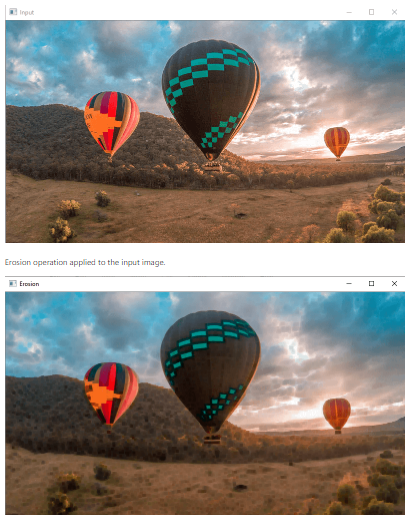 Input
Erosion operation applied to the input image.
Erosion